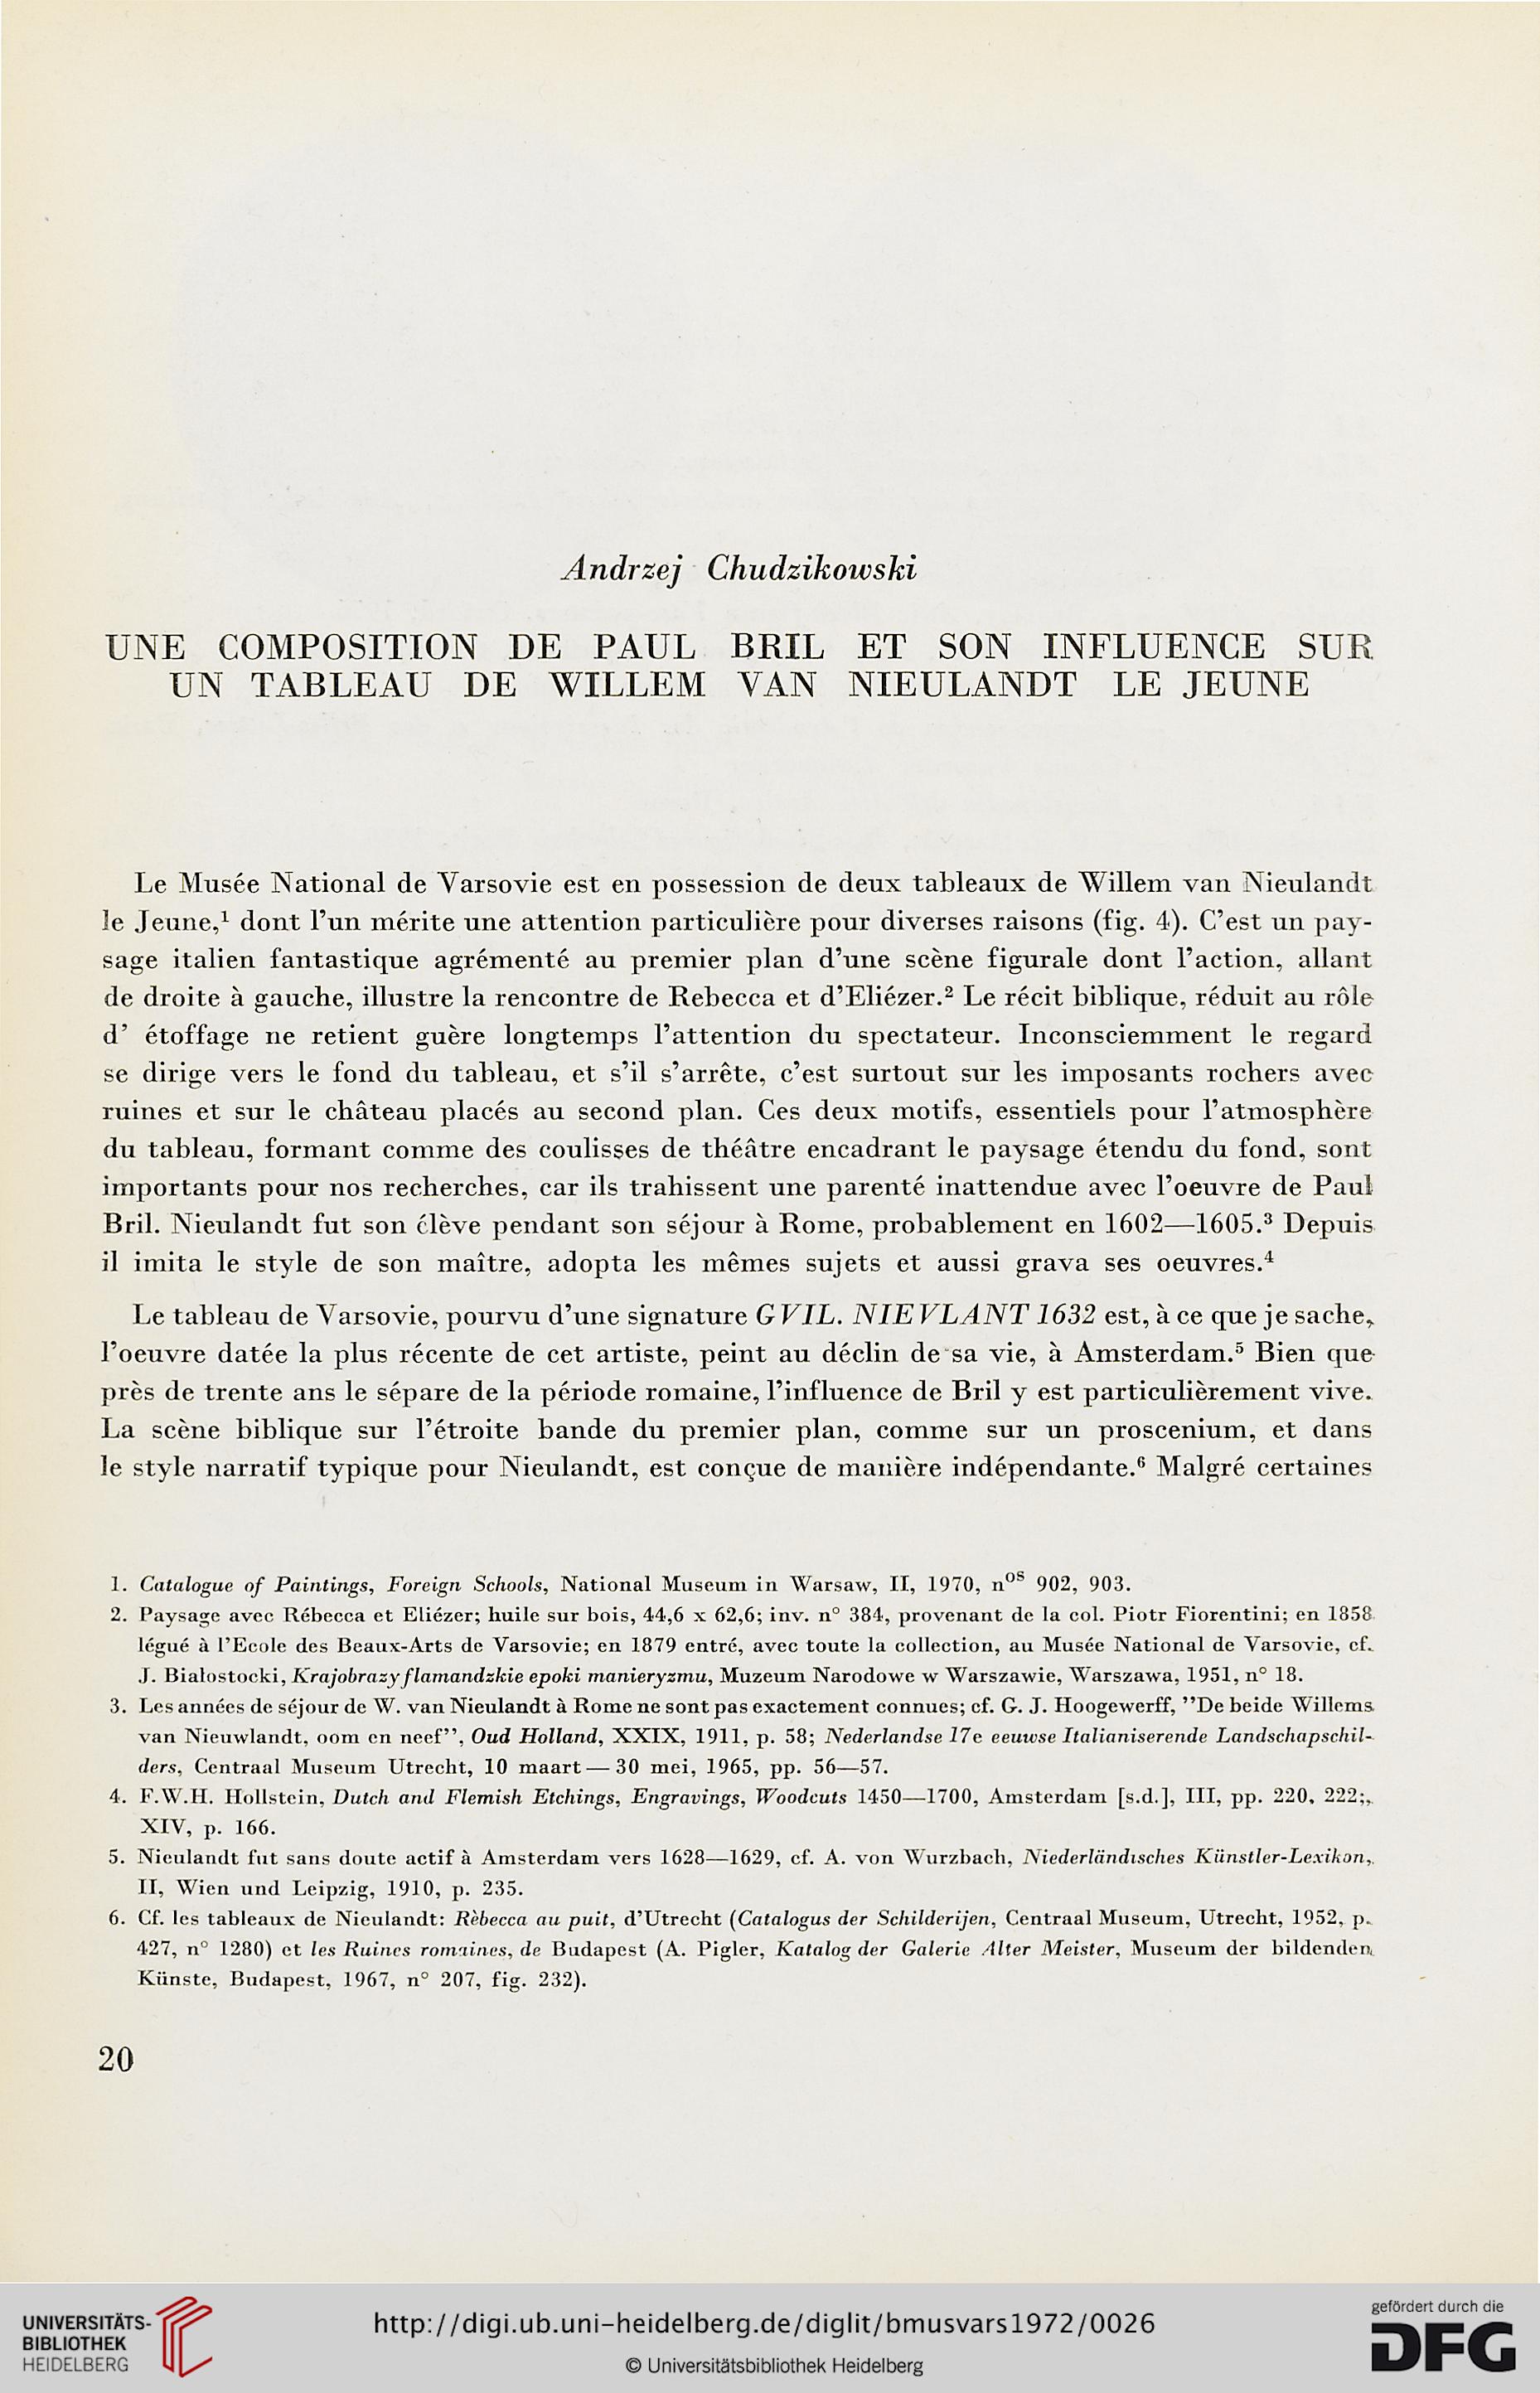 Andrzej Chudzikowski
UNE COMPOSITION DE PAUL BRIL ET SON INFLUENCE SUR
UN TABLEAU DE WILLEM VAN NIEULANDT LE JEUNE
Le Musée National de Varsovie est en possession de deux tableaux de Willem van Nieulandt
le Jeune,¹ dont l'un mérite une attention particulière pour diverses raisons (fig. 4). C'est un pay-
sage italien fantastique agrémenté au premier plan d'une scène figurale dont l'action, allant
de droite à gauche, illustre la rencontre de Rebecca et d'Eliézer.² Le récit biblique, réduit au rôle
d' étoffage ne retient guère longtemps l'attention du spectateur. Inconsciemment le regard
se dirige vers le fond du tableau, et s'il s'arrête, c'est surtout sur les imposants rochers avec
ruines et sur le château placés au second plan. Ces deux motifs, essentiels pour l'atmosphère
du tableau, formant comme des coulisses de théâtre encadrant le paysage étendu du fond, sont
importants pour nos recherches, car ils trahissent une parenté inattendue avec l'oeuvre de Paul
Bril. Nieulandt fut son élève pendant son séjour à Rome, probablement en 1602—1605.³ Depuis
il imita le style de son maître, adopta les mêmes sujets et aussi grava ses oeuvres.⁴
Le tableau de Varsovie, pourvu d'une signature GVIL. NIEVLANT 1632 est, à ce que je sache,
l'oeuvre datée la plus récente de cet artiste, peint au déclin de sa vie, à Amsterdam.⁵ Bien que
près de trente ans le sépare de la période romaine, l'influence de Bril y est particulièrement vive.
La scène biblique sur l'étroite bande du premier plan, comme sur un proscenium, et dans
le style narratif typique pour Nieulandt, est conçue de manière indépendante.⁶ Malgré certaines
1. Catalogue of Paintings, Foreign Schools, National Museum in Warsaw, II, 1970, nos 902, 903.
2. Paysage avec Rébecca et Eliézer; huile sur bois, 44,6 x 62,6; inv. n° 384, provenant de la col. Piotr Fiorentini; en 1858
légué à l'Ecole des Beaux-Arts de Varsovie; en 1879 entré, avec toute la collection, au Musée National de Varsovie, cf.
J. Białostocki, Krajobrazy flamandzkie epoki manieryzmu, Muzeum Narodowe w Warszawie, Warszawa, 1951, n° 18.
3. Les années de séjour de W. van Nieulandt à Rome ne sont pas exactement connues; cf. G. J. Hoogewerff, "De beide Willems
van Nieuwlandt, oom en neef", Oud Holland, XXIX, 1911, p. 58; Nederlandse 17e eeuwse Italianiserende Landschapschil-
ders, Centraal Museum Utrecht, 10 maart — 30 mei, 1965, pp. 56—57.
4. F.W.H. Hollstein, Dutch and Flemish Etchings, Engravings, Woodcuts 1450—1700, Amsterdam [s.d.], III, pp. 220, 222;,
XIV, p. 166.
5. Nieulandt fut sans doute actif à Amsterdam vers 1628—1629, cf. A. von Wurzbach, Niederländisches Künstler-Lexikon,
II, Wien und Leipzig, 1910, p. 235.
6. Cf. les tableaux de Nieulandt: Rèbecca au puit, d'Utrecht (Catalogus der Schilderijen, Centraal Museum, Utrecht, 1952, p.
427, n° 1280) et les Ruines romaines, de Budapest (A. Pigler, Katalog der Galerie Alter Meister, Museum der bildenden
Künste, Budapest, 1967, n° 207, fig. 232).
20
UNIVERSITÄTS-
BIBLIOTHEK
HEIDELBERG
http://digi.ub.uni-heidelberg.de/diglit/bmusvars1972/0026
© Universitätsbibliothek Heidelberg
gefördert durch die
DFG